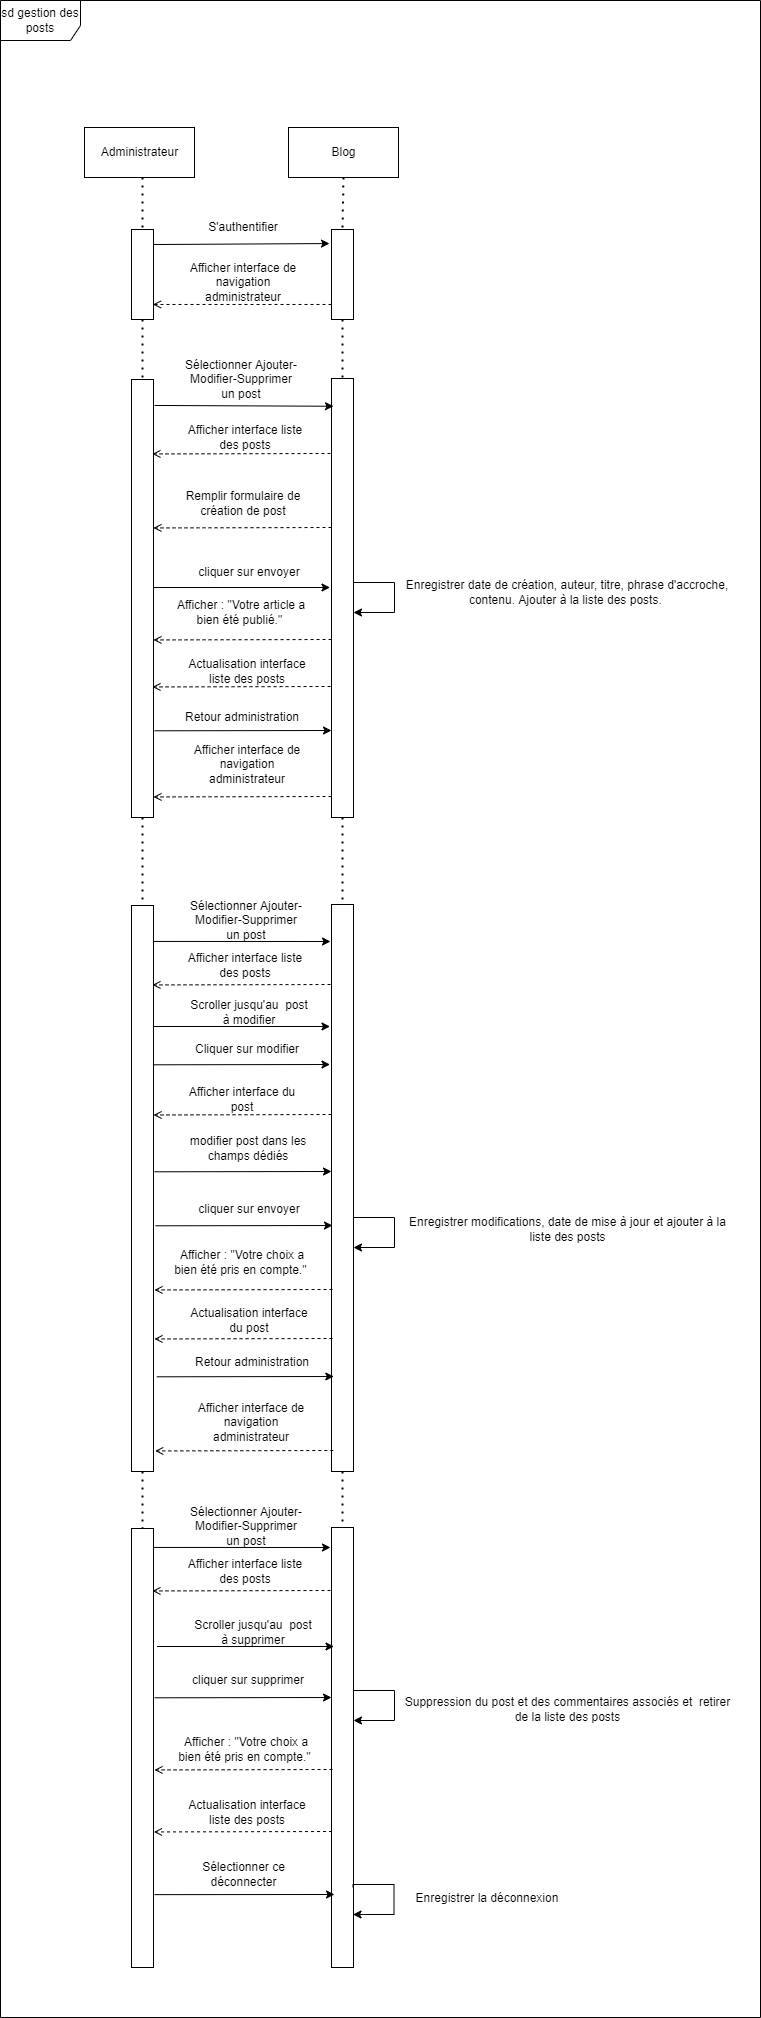 sd gestion des
posts
Administrateur
Blog
S'authentifier
Afficher interface de
navigation
administrateur
Sélectionner Ajouter-
Modifier-Supprimer
un post
Afficher interface liste
des posts
Remplir formulaire de
création de post
cliquer sur envoyer
Enregistrer date de création, auteur, titre, phrase d'accroche,
contenu. Ajouter à la liste des posts.
Afficher : "Votre article a
bien été publié."
Actualisation interface
liste des posts
Retour administration
Afficher interface de
navigation
administrateur
Sélectionner Ajouter-
Modifier-Supprimer
un post
Afficher interface liste
des posts
Scroller jusqu'au  post
à modifier
Cliquer sur modifier
Afficher interface du
post
modifier post dans les
champs dédiés
cliquer sur envoyer
Enregistrer modifications, date de mise à jour et ajouter à la
liste des posts
Afficher : "Votre choix a
bien été pris en compte."
Actualisation interface
du post
Retour administration
Afficher interface de
navigation
administrateur
Sélectionner Ajouter-
Modifier-Supprimer
un post
Afficher interface liste
des posts
Scroller jusqu'au  post
à supprimer
cliquer sur supprimer
Suppression du post et des commentaires associés et  retirer
de la liste des posts
Afficher : "Votre choix a
bien été pris en compte."
Actualisation interface
liste des posts
Sélectionner ce
déconnecter
Enregistrer la déconnexion